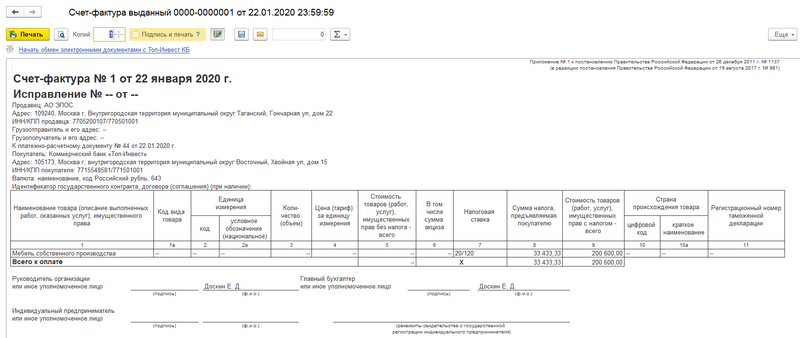 Счет-фактура выданный 0000-0000001 от 22.01.2020 23:59:59
Печать Копий: 1 Подпись и печать ? 0 Σ Еще
Начать обмен электронными документами с Топ-Инвест КБ
Приложение № 1 к постановлению Правительства Российской Федерации от 26 декабря 2011 г. № 1137
(в редакции постановления Правительства РФ от 19 августа 2017 г. № 981)
Счет-фактура № 1 от 22 января 2020 г.
Исправление № -- от --
Продавец: АО ЭПОС
Адрес: 109240, Москва г, Внутригородская территория муниципальный округ Таганский, Гончарная ул, дом 22
ИНН/КПП продавца: 7705200107/770501001
Грузоотправитель и его адрес: --
Грузополучатель и его адрес: --
К платежно-расчетному документу № 44 от 22.01.2020 г.
Покупатель: Коммерческий банк «Топ-Инвест»
Адрес: 105173, Москва г, внутригородская территория муниципальный округ Восточный, Хвойная ул, дом 15
ИНН/КПП покупателя: 7715548581/771501001
Валюта: наименование, код Российский рубль, 643
Идентификатор государственного контракта, договора (соглашения) (при наличии):
Наименование товара (описание выполненных работ, оказанных услуг), имущественного права
Код вида товара
Единица измерения
код
условное обозначение (национальное)
Коли-чество (объем)
Цена (тариф) за единицу измерения
Стоимость товаров (работ, услуг), имущественных прав без налога - всего
В том числе сумма акциза
Налоговая ставка
Сумма налога, предъявляемая покупателю
Стоимость товаров (работ, услуг), имущественных прав с налогом - всего
Страна происхождения товара
цифровой код
краткое наименование
Регистрационный номер таможенной декларации
1 1а 2 2а 3 4 5 6 7 8 9 10 10а 11
Мебель собственного производства -- -- -- -- -- -- -- 20/120 33 433,33 200 600,00 -- -- --
Всего к оплате -- X 33 433,33 200 600,00
Руководитель организации
или иное уполномоченное лицо Доскин Е. Д.
(подпись) (ф.и.о.)
Главный бухгалтер
или иное уполномоченное лицо Доскин Е. Д.
(подпись) (ф.и.о.)
Индивидуальный предприниматель
или иное уполномоченное лицо
(подпись) (ф.и.о.)
(реквизиты свидетельства о государственной
регистрации индивидуального предпринимателя)